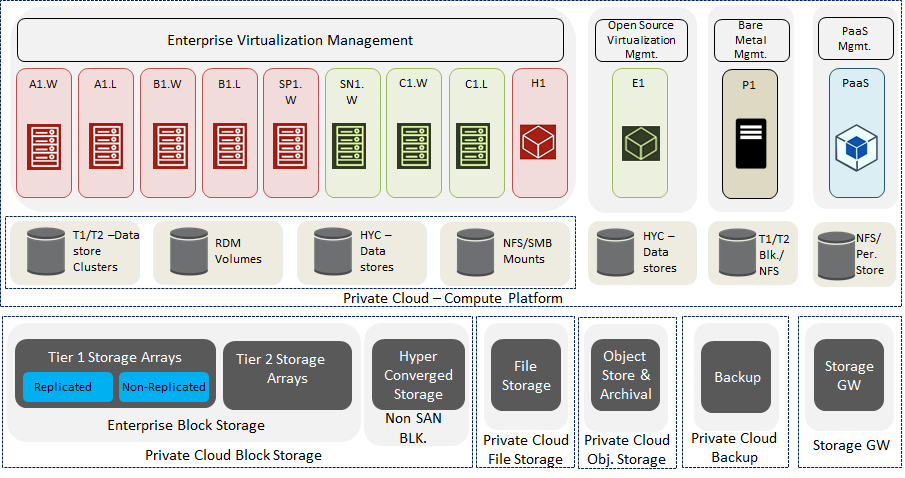 Enterprise Virtualization Management
Open Source
Virtualization
Mgmt.
Bare
Metal
Mgmt.
PaaS
Mgmt.
A1.W
A1.L
B1.W
B1.L
SP1.
W
SN1.
W
C1.W
C1.L
H1
E1
P1
PaaS
T1/T2 –Data
store
Clusters
RDM
Volumes
HYC –
Data
stores
NFS/SMB
Mounts
HYC –
Data
stores
T1/T2
Blk./
NFS
NFS/
Per.
Store
Private Cloud – Compute Platform
Tier 1 Storage Arrays
Replicated
Non-Replicated
Tier 2 Storage
Arrays
Enterprise Block Storage
Hyper
Converged
Storage
Non SAN
BLK.
Private Cloud Block Storage
File
Storage
Private Cloud
File Storage
Object
Store &
Archival
Private Cloud
Obj. Storage
Backup
Private Cloud
Backup
Storage
GW
Storage GW